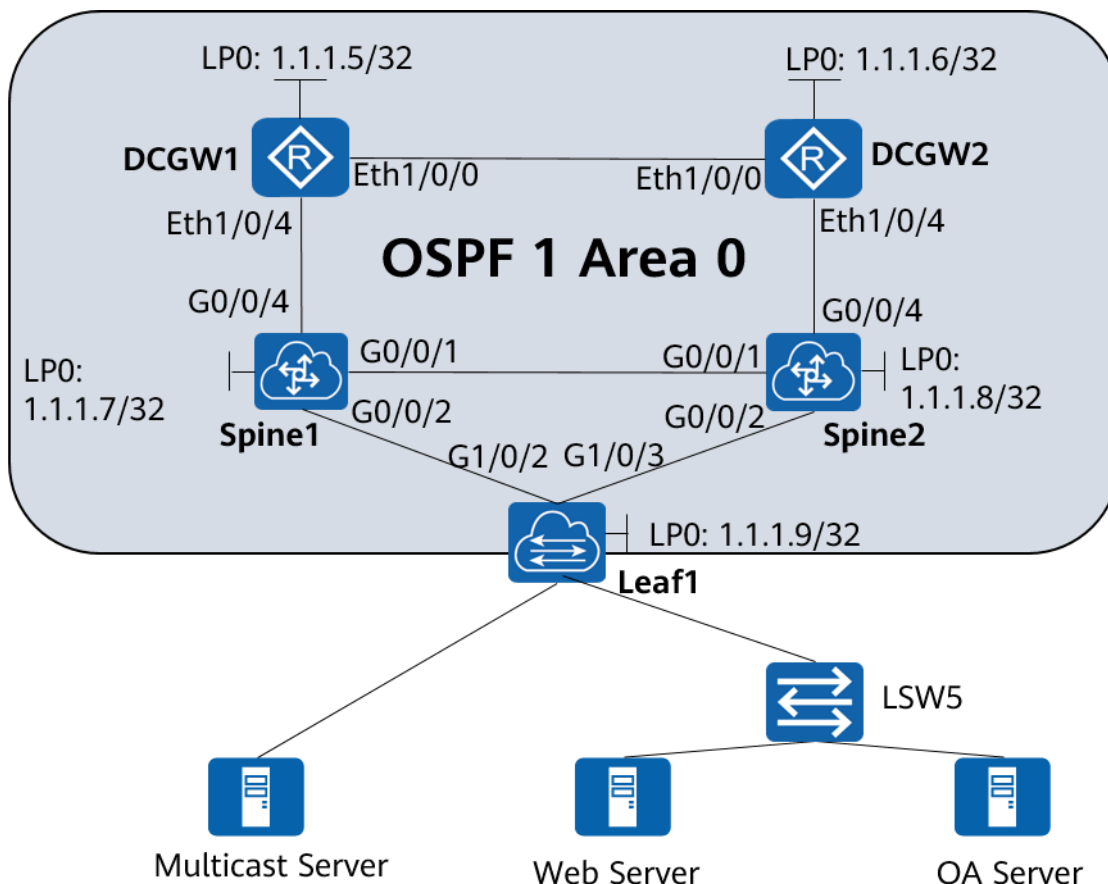 LP0: 1.1.1.5/32
LP0: 1.1.1.6/32
R
R
DCGW1
DCGW2
Eth1/0/0
Eth1/0/0
Eth1/0/4
Eth1/0/4
OSPF 1 Area 0
G0/0/4
G0/0/4
G0/0/1
G0/0/1
LP0:
1.1.1.7/32
LP0:
1.1.1.8/32
G0/0/2
G0/0/2
Spine1
Spine2
G1/0/2
G1/0/3
LP0: 1.1.1.9/32
Leaf1
LSW5
Multicast Server
Web Server
OA Server